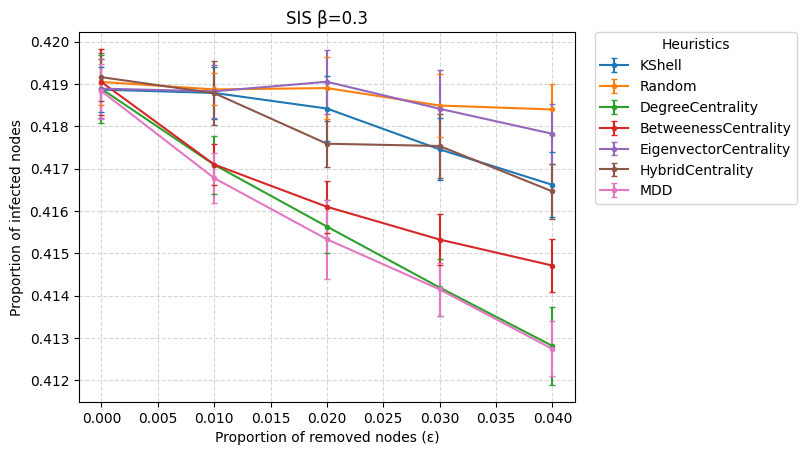 SIS β=0.3
0.420
0.419
0.418
0.417
0.416
0.415
0.414
0.413
0.412
Proportion of infected nodes
0.000 0.005 0.010 0.015 0.020 0.025 0.030 0.035 0.040
Proportion of removed nodes (ε)
Heuristics
KShell
Random
DegreeCentrality
BetweenessCentrality
EigenvectorCentrality
HybridCentrality
MDD